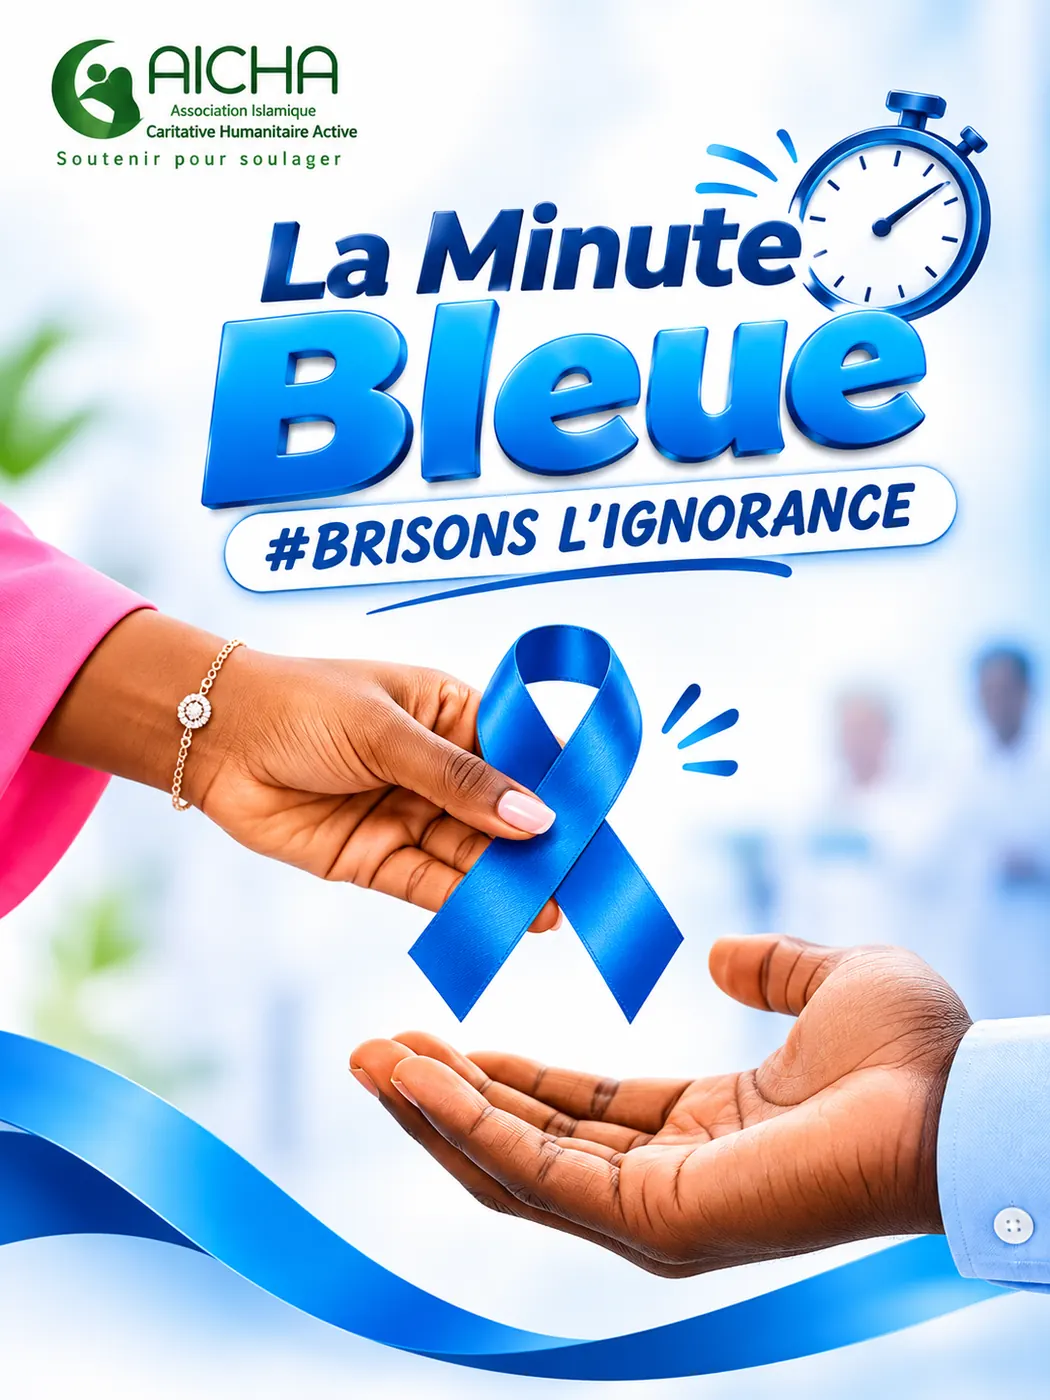 AICHA
Association Islamique
Caritative Humanitaire Active
Soutenir pour soulager
La Minute
Bleue
#BRISONS L'IGNORANCE